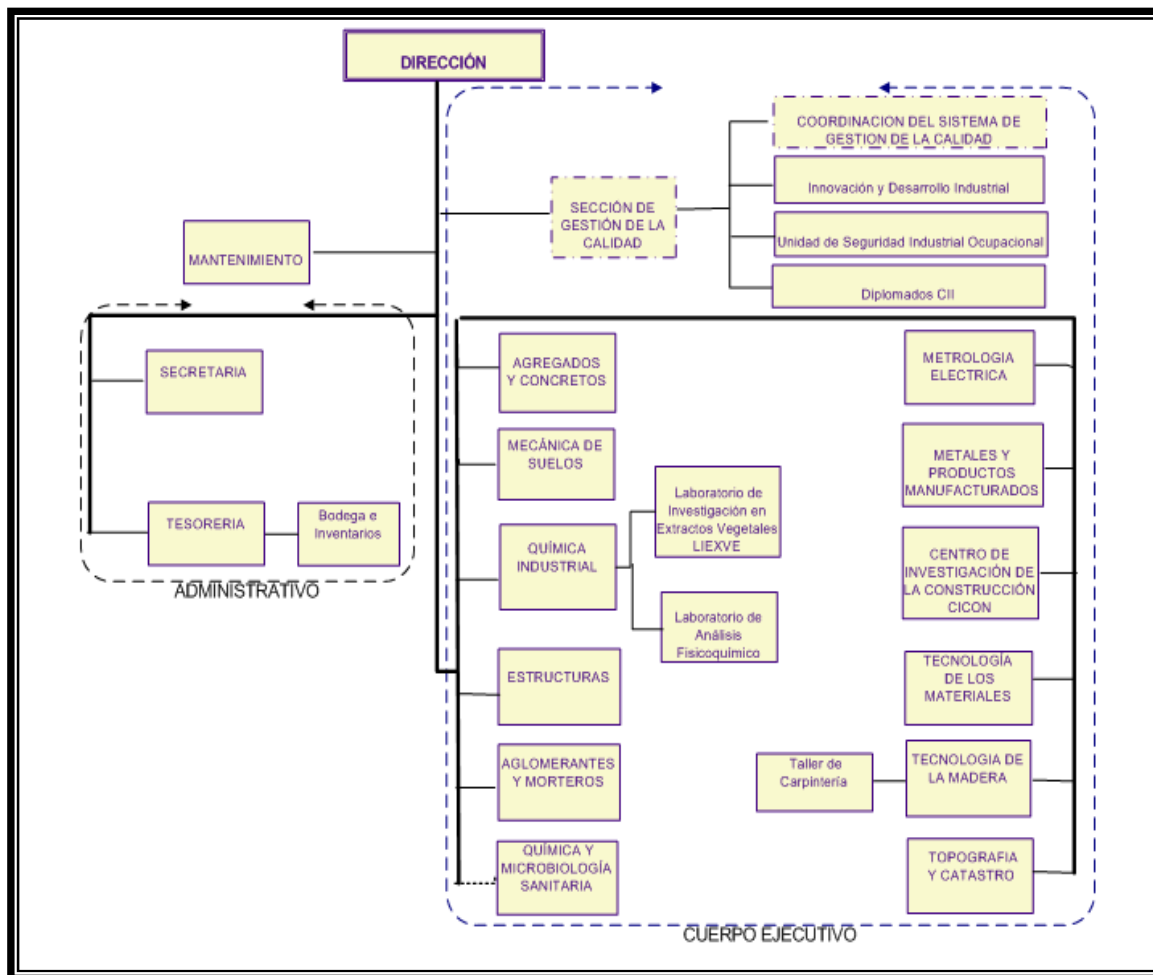 DIRECCIÓN
COORDINACION DEL SISTEMA DE
GESTION DE LA CALIDAD
Innovación y Desarrollo Industrial
SECCIÓN DE
GESTIÓN DE LA
CALIDAD
Unidad de Seguridad Industrial Ocupacional
Diplomados CII
MANTENIMIENTO
SECRETARIA
TESORERIA
Bodega e
Inventarios
ADMINISTRATIVO
AGREGADOS
Y CONCRETOS
MECÁNICA DE
SUELOS
QUÍMICA
INDUSTRIAL
Laboratorio de
Investigación en
Extractos Vegetales
LIEXVE
Laboratorio de
Análisis
Fisicoquímico
ESTRUCTURAS
AGLOMERANTES
Y MORTEROS
QUÍMICA Y
MICROBIOLOGÍA
SANITARIA
METROLOGIA
ELECTRICA
METALES Y
PRODUCTOS
MANUFACTURADOS
CENTRO DE
INVESTIGACIÓN DE
LA CONSTRUCCIÓN
CICON
TECNOLOGÍA
DE LOS
MATERIALES
Taller de
Carpintería
TECNOLOGIA DE
LA MADERA
TOPOGRAFIA
Y CATASTRO
CUERPO EJECUTIVO